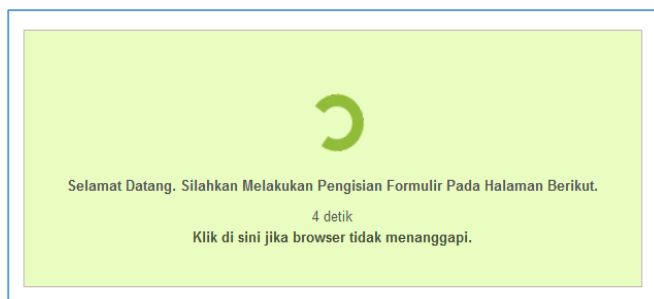 Selamat Datang. Silahkan Melakukan Pengisian Formulir Pada Halaman Berikut.
4 detik
Klik di sini jika browser tidak menanggapi.